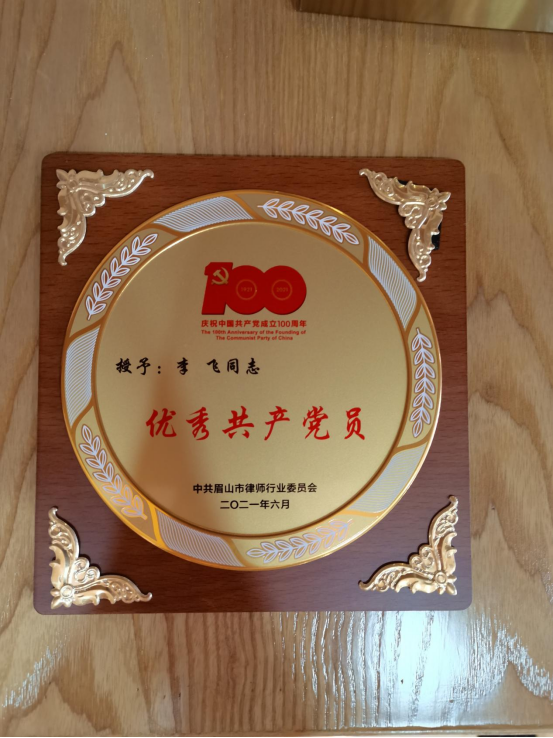 100
庆祝中国共产党成立100周年
The 100th Anniversary of the Founding of
The Communist Party of China
授予：李 飞同志
优秀共产党员
中共眉山市律师行业委员会
二〇二一年六月